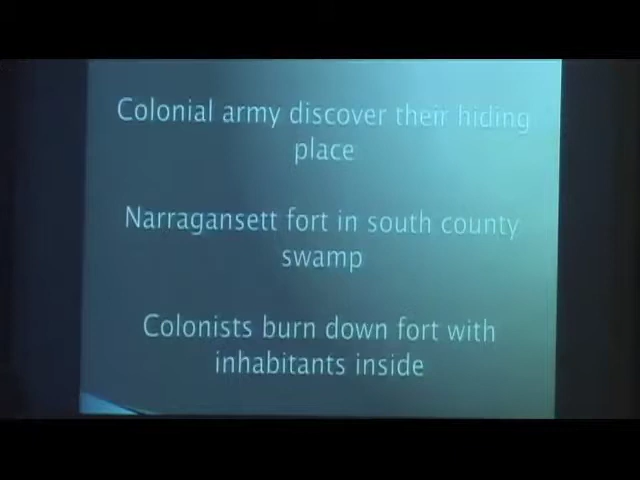 Colonial army discover their hiding
place
Narragansett fort in south county
swamp
Colonists burn down fort with
inhabitants inside